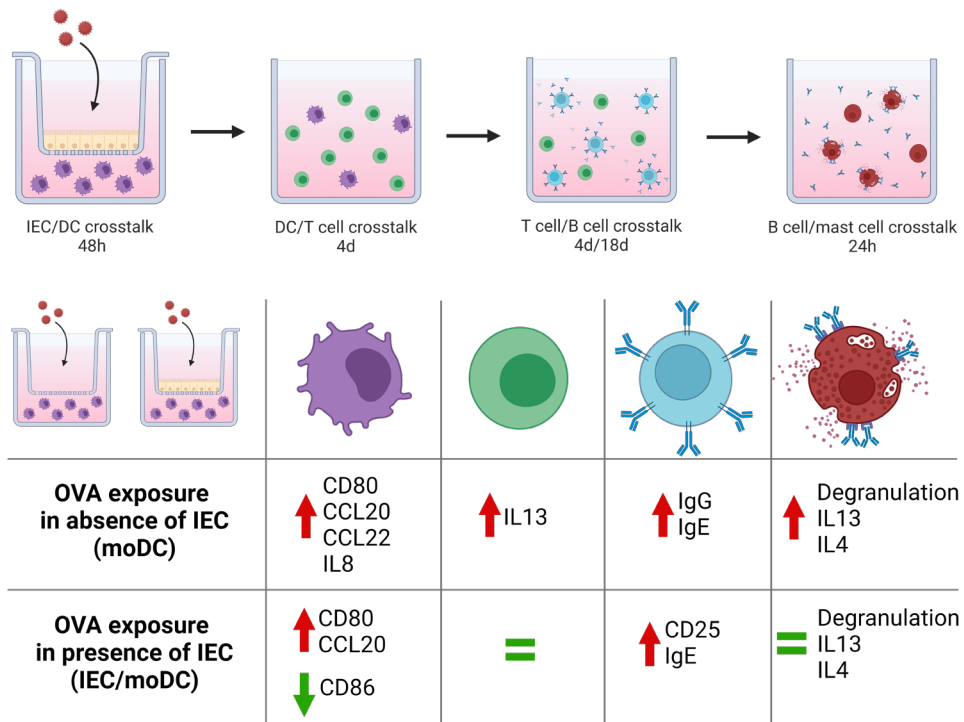 IEC/DC crosstalk
48h
DC/T cell crosstalk
4d
T cell/B cell crosstalk
4d/18d
B cell/mast cell crosstalk
24h
OVA exposure
in absence of IEC
(moDC)
CD80
CCL20
CCL22
IL8
IL13
IgG
IgE
Degranulation
IL13
IL4
OVA exposure
in presence of IEC
(IEC/moDC)
CD80
CCL20
CD86
=
CD25
IgE
=
Degranulation
IL13
IL4